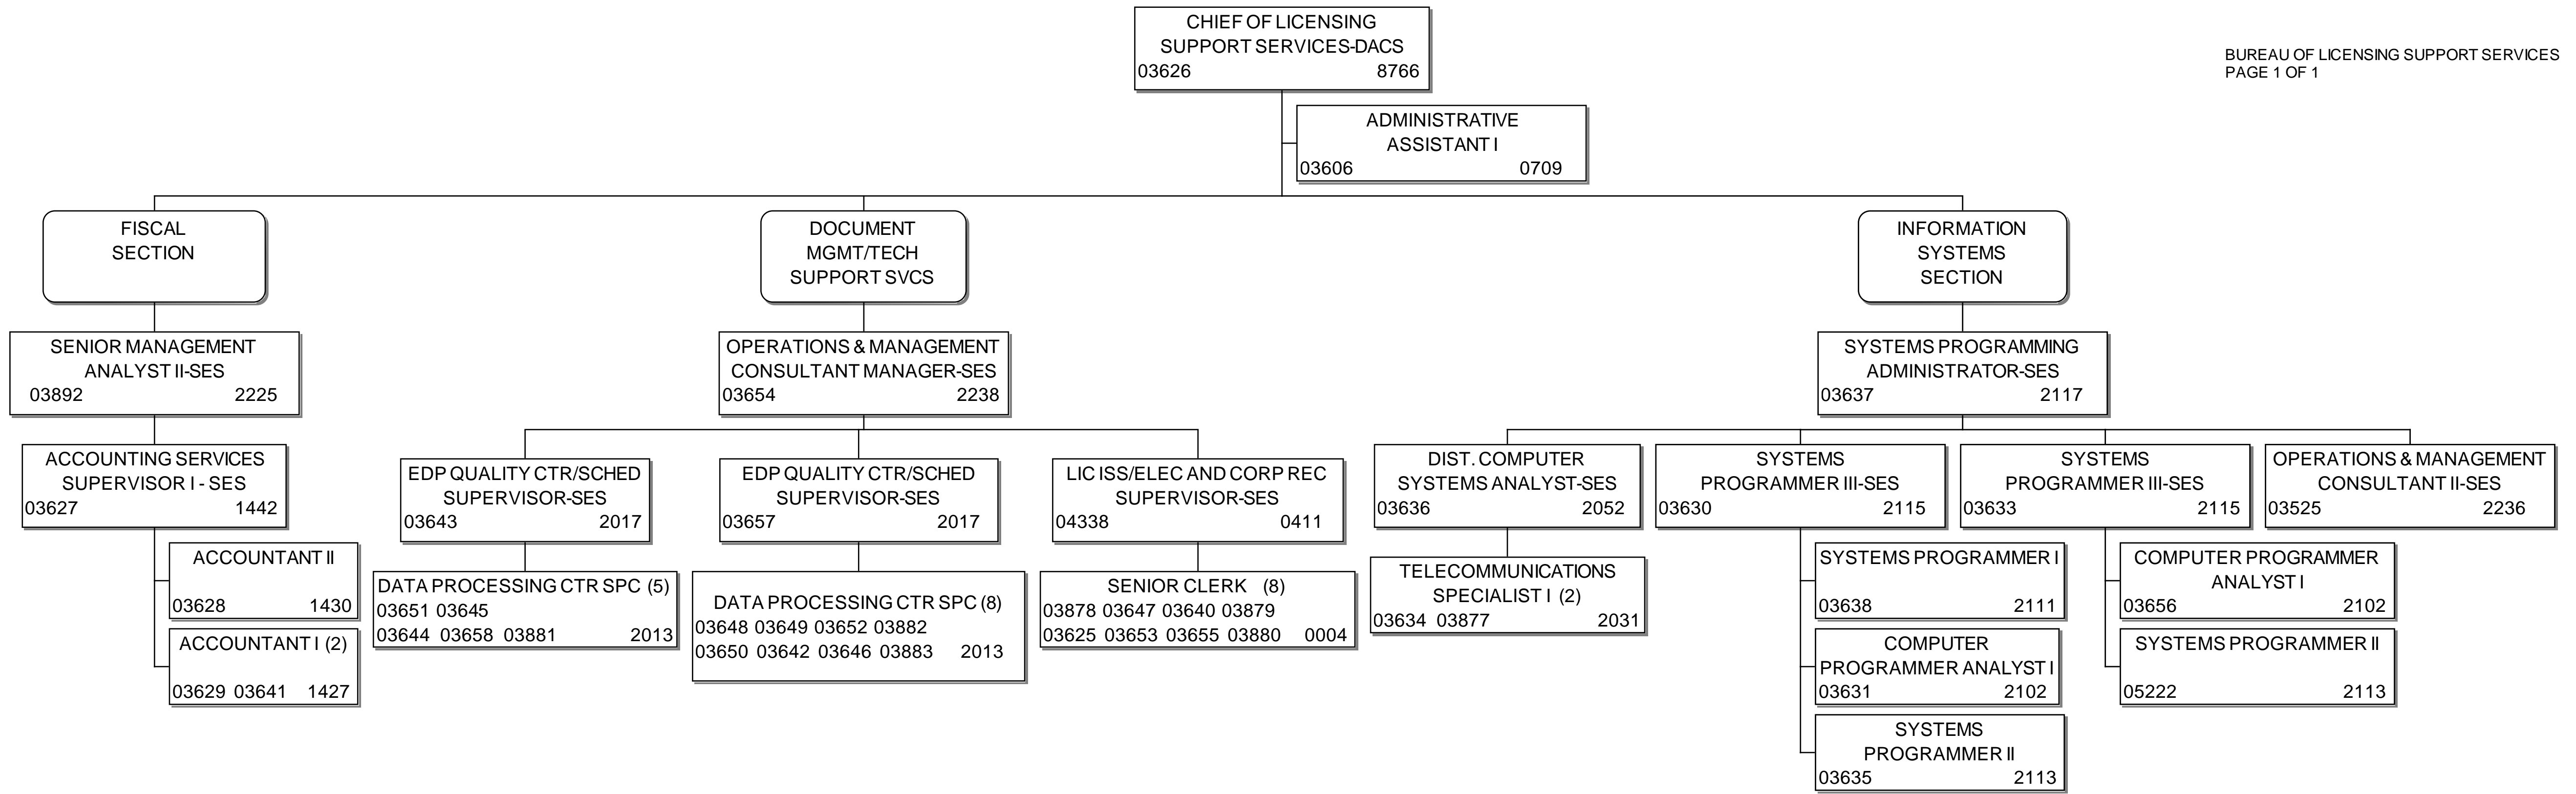 CHIEF OF LICENSING
SUPPORT SERVICES-DACS
03626 8766
BUREAU OF LICENSING SUPPORT SERVICES
PAGE 1 OF 1
ADMINISTRATIVE
ASSISTANT I
03606 0709
FISCAL
SECTION
DOCUMENT
MGMT/TECH
SUPPORT SVCS
INFORMATION
SYSTEMS
SECTION
SENIOR MANAGEMENT
ANALYST II-SES
03892 2225
OPERATIONS & MANAGEMENT
CONSULTANT MANAGER-SES
03654 2238
SYSTEMS PROGRAMMING
ADMINISTRATOR-SES
03637 2117
ACCOUNTING SERVICES
SUPERVISOR I - SES
03627 1442
EDP QUALITY CTR/SCHED
SUPERVISOR-SES
03643 2017
EDP QUALITY CTR/SCHED
SUPERVISOR-SES
03657 2017
LIC ISS/ELEC AND CORP REC
SUPERVISOR-SES
04338 0411
DIST. COMPUTER
SYSTEMS ANALYST-SES
03636 2052
SYSTEMS
PROGRAMMER III-SES
03630 2115
SYSTEMS
PROGRAMMER III-SES
03633 2115
OPERATIONS & MANAGEMENT
CONSULTANT II-SES
03525 2236
ACCOUNTANT II
03628 1430
ACCOUNTANT I (2)
03629 03641 1427
DATA PROCESSING CTR SPC (5)
03651 03645
03644 03658 03881 2013
DATA PROCESSING CTR SPC (8)
03648 03649 03652 03882
03650 03642 03646 03883 2013
SENIOR CLERK (8)
03878 03647 03640 03879
03625 03653 03655 03880 0004
TELECOMMUNICATIONS
SPECIALIST I (2)
03634 03877 2031
SYSTEMS PROGRAMMER I
03638 2111
COMPUTER
PROGRAMMER ANALYST I
03631 2102
SYSTEMS
PROGRAMMER II
03635 2113
COMPUTER PROGRAMMER
ANALYST I
03656 2102
SYSTEMS PROGRAMMER II
05222 2113